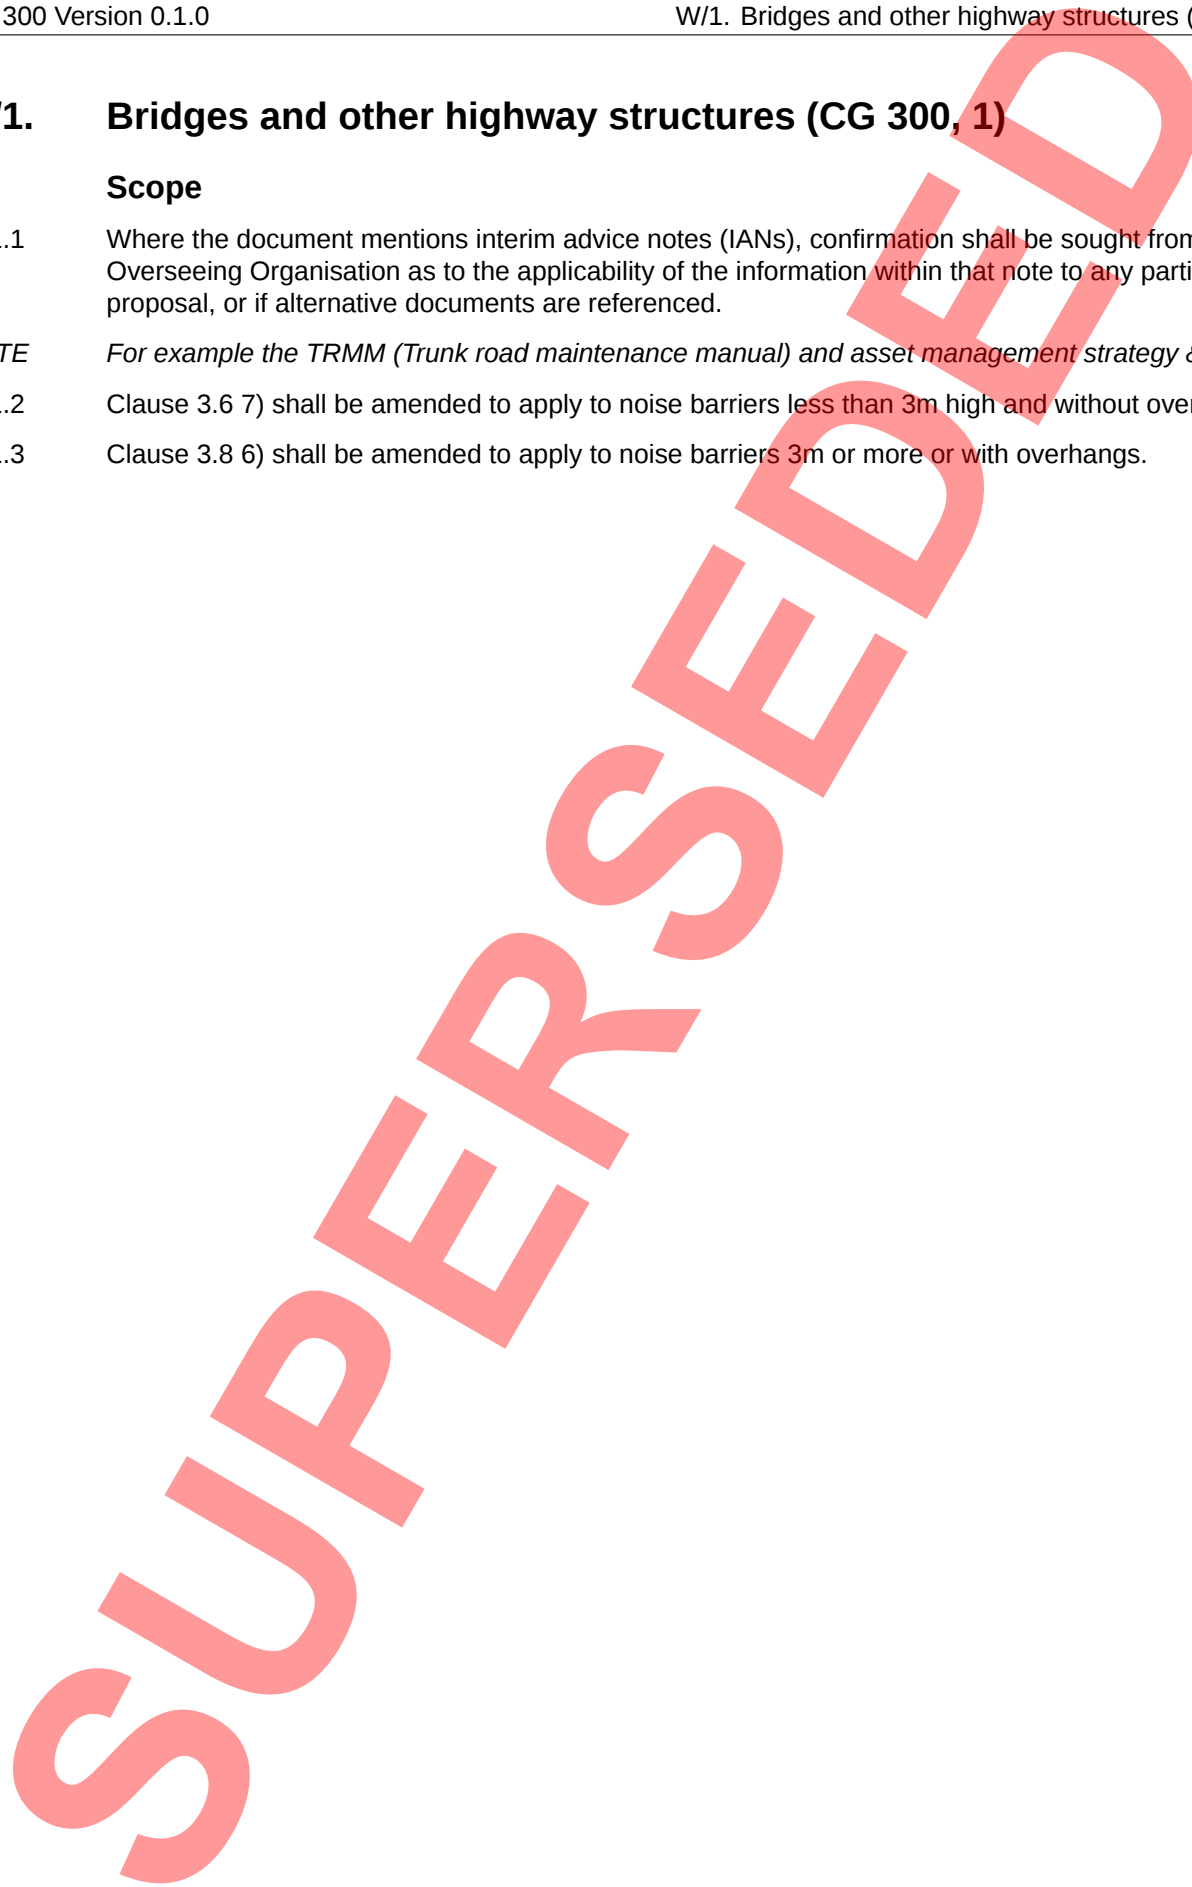 300 Version 0.1.0 W/1. Bridges and other highway structures (
/1. Bridges and other highway structures (CG 300, 1)
Scope
.1 Where the document mentions interim advice notes (IANs), confirmation shall be sought from
Overseeing Organisation as to the applicability of the information within that note to any parti
proposal, or if alternative documents are referenced.
TE For example the TRMM (Trunk road maintenance manual) and asset management strategy &
.2 Clause 3.6 7) shall be amended to apply to noise barriers less than 3m high and without over
.3 Clause 3.8 6) shall be amended to apply to noise barriers 3m or more or with overhangs.
SUPERSEDED